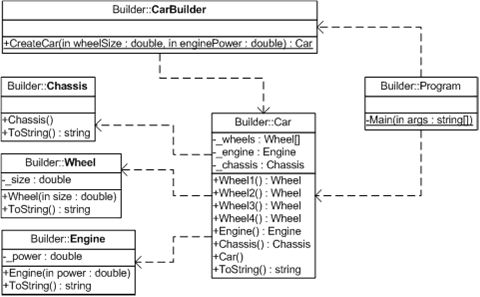 Builder::CarBuilder
+CreateCar(in wheelSize : double, in enginePower : double) : Car
Builder::Chassis
+Chassis()
+ToString() : string
Builder::Wheel
-_size : double
+Wheel(in size : double)
+ToString() : string
Builder::Engine
-_power : double
+Engine(in power : double)
+ToString() : string
Builder::Car
-_wheels : Wheel[]
-_engine : Engine
-_chassis : Chassis
+Wheel1() : Wheel
+Wheel2() : Wheel
+Wheel3() : Wheel
+Wheel4() : Wheel
+Engine() : Engine
+Chassis() : Chassis
+Car()
+ToString() : string
Builder::Program
-Main(in args : string[])